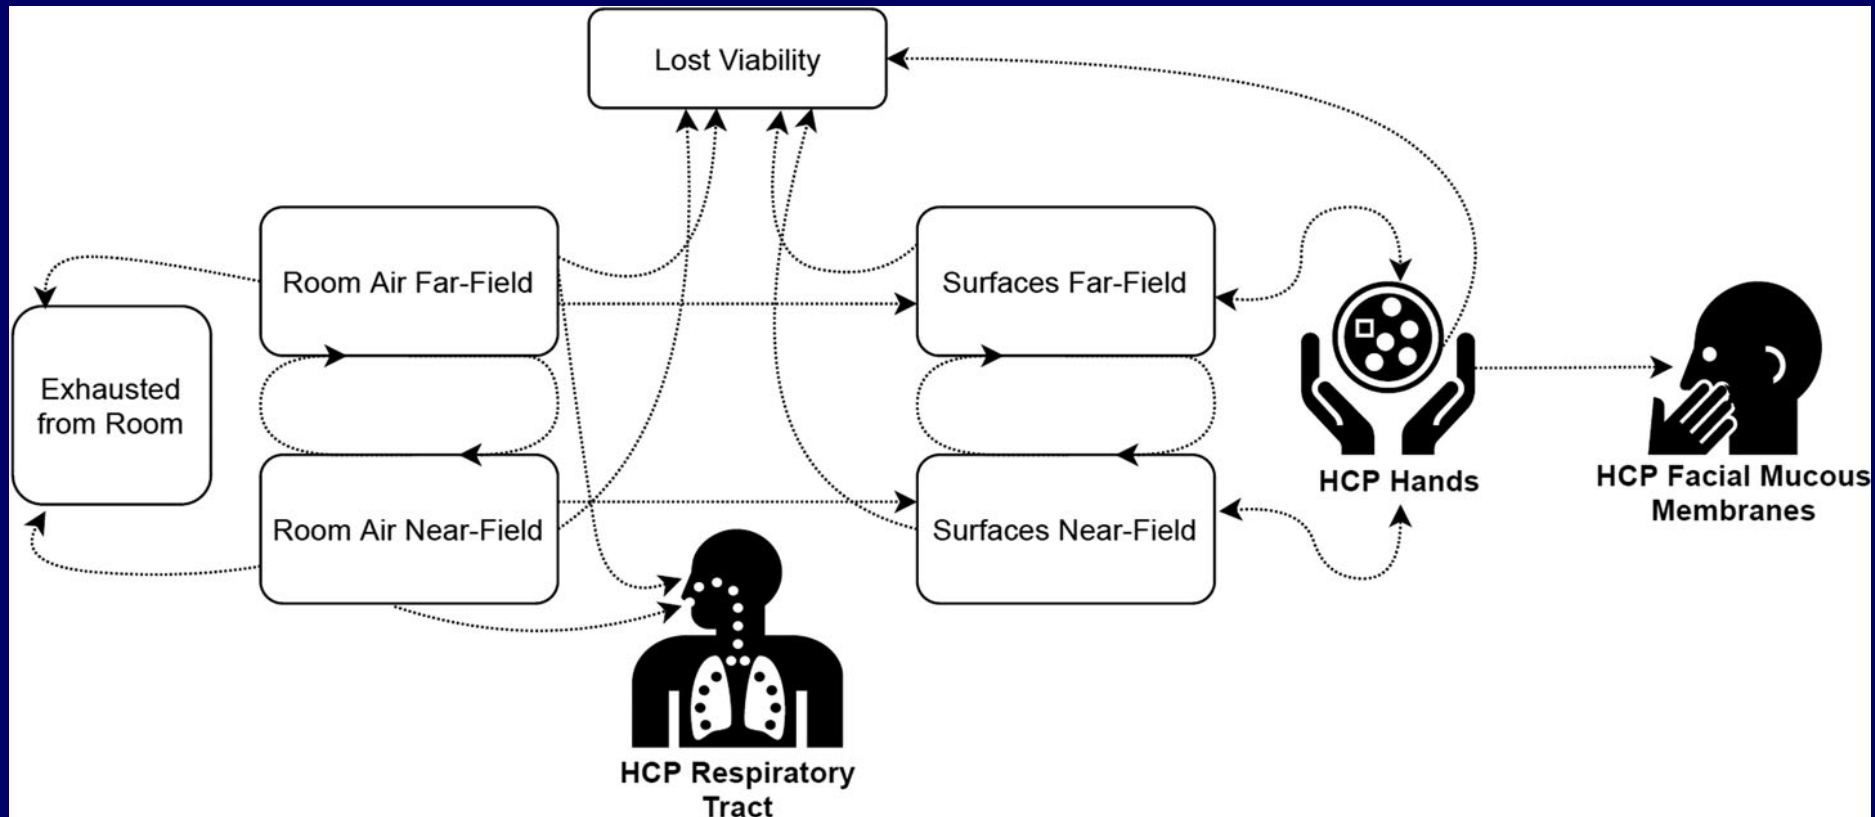 Lost Viability
Room Air Far-Field
Surfaces Far-Field
Exhausted
from Room
Room Air Near-Field
Surfaces Near-Field
HCP Hands
HCP Facial Mucous
Membranes
HCP Respiratory
Tract